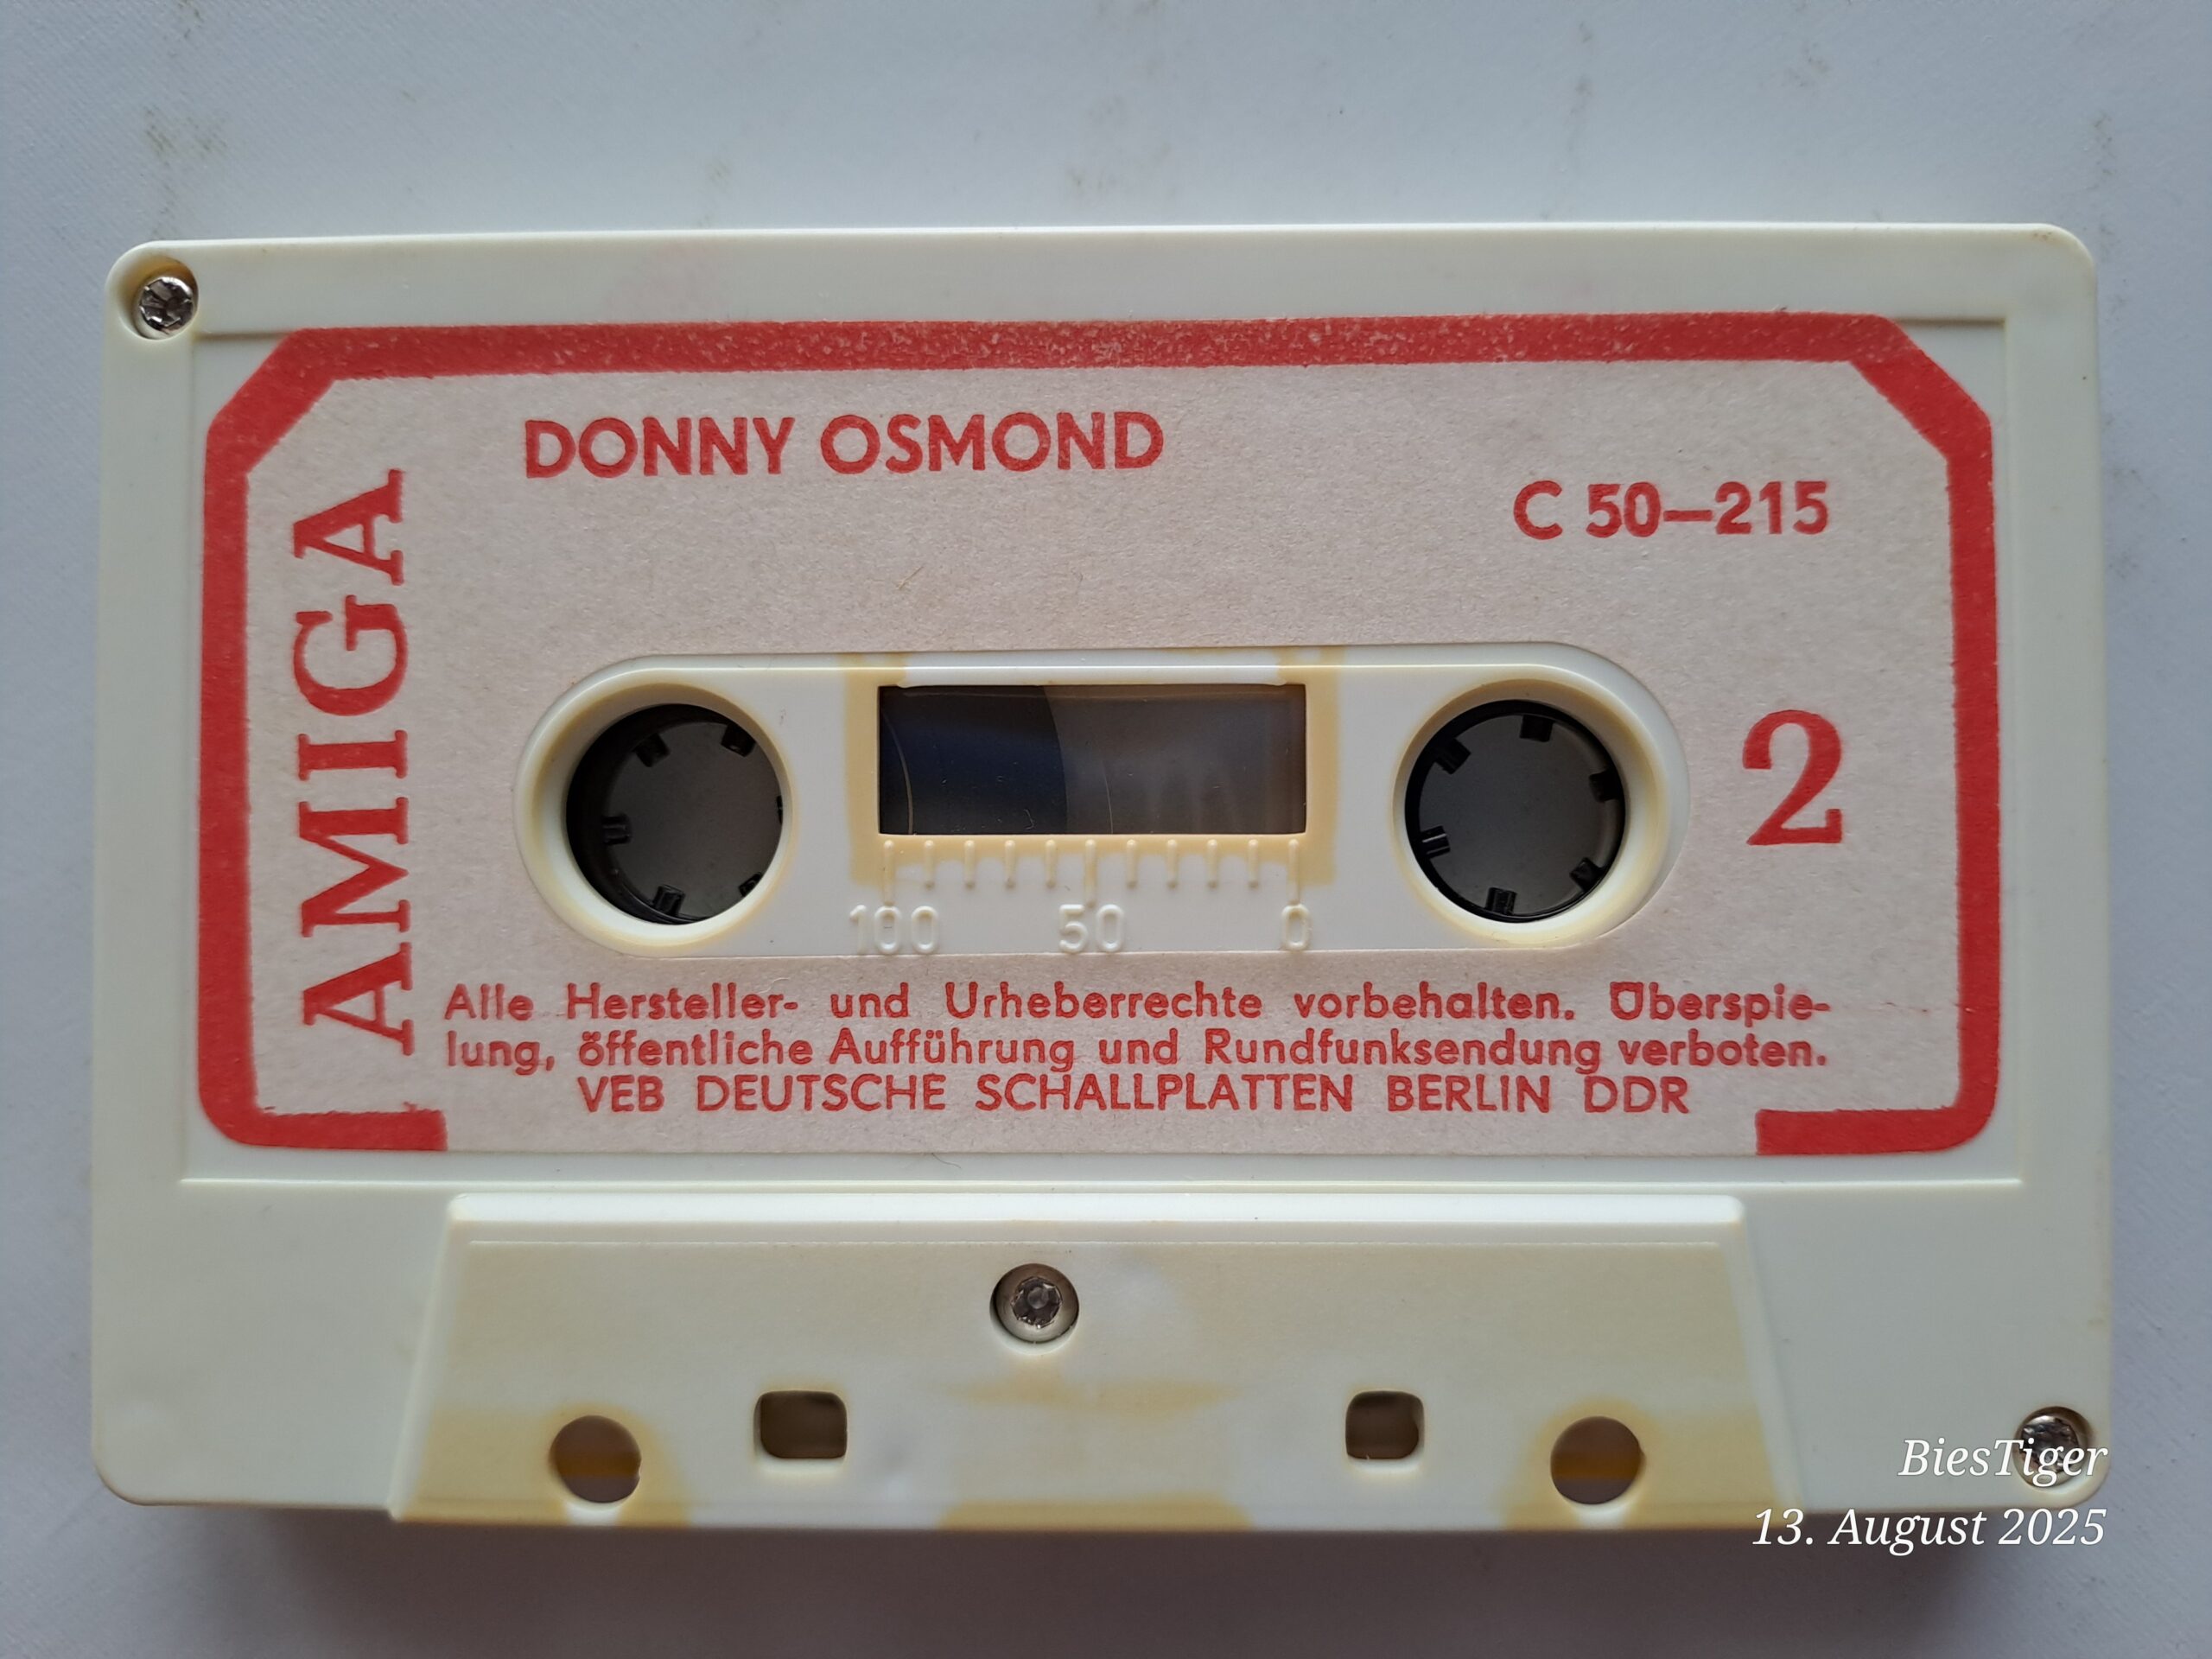 DONNY OSMOND
C 50—215
AMIGA
2
100 50 0
Alle Hersteller- und Urheberrechte vorbehalten. Überspie-
lung, öffentliche Aufführung und Rundfunksendung verboten.
VEB DEUTSCHE SCHALLPLATTEN BERLIN DDR
BiesTiger
13. August 2025